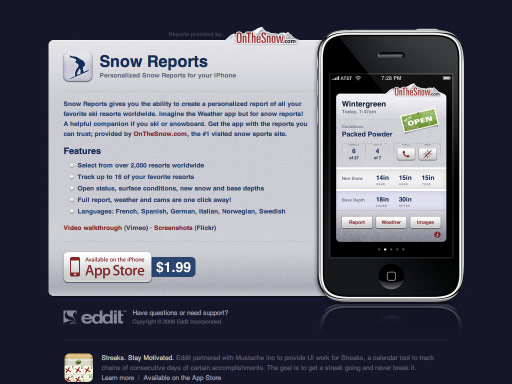 Reports provided by:
OnTheSnow.com
Snow Reports
Personalized Snow Reports for your iPhone
Snow Reports gives you the ability to create a personalized report of all your
favorite ski resorts worldwide. Imagine the Weather app but for snow reports!
A helpful companion if you ski or snowboard. Get the app with the reports you
can trust; provided by OnTheSnow.com, the #1 visited snow sports site.
Features
Select from over 2,000 resorts worldwide
Track up to 16 of your favorite resorts
Open status, surface conditions, new snow and base depths
Full report, weather and cams are one click away!
Languages: French, Spanish, German, Italian, Norwegian, Swedish
Video walkthrough (Vimeo) · Screenshots (Flickr)
Available on the iPhone
App Store
$1.99
AT&T
7:28 PM
OnTheSnow.com
Wintergreen
Today, 7:47am
OPEN
Conditions
Packed Powder
6
of 27
4
of 7
New Snow
14in
15in
15in
Base Depth
18in
30in
Report
Weather
Images
eddit
Have questions or need support?
Copyright © 2009 Eddit Incorporated.
Streaks. Stay Motivated. Eddit partnered with Mustache Inc to provide UI work for Streaks, a calendar tool to track
chains of consecutive days of certain accomplishments. The goal is to get a streak going and never break it.
Learn more | Available on the App Store